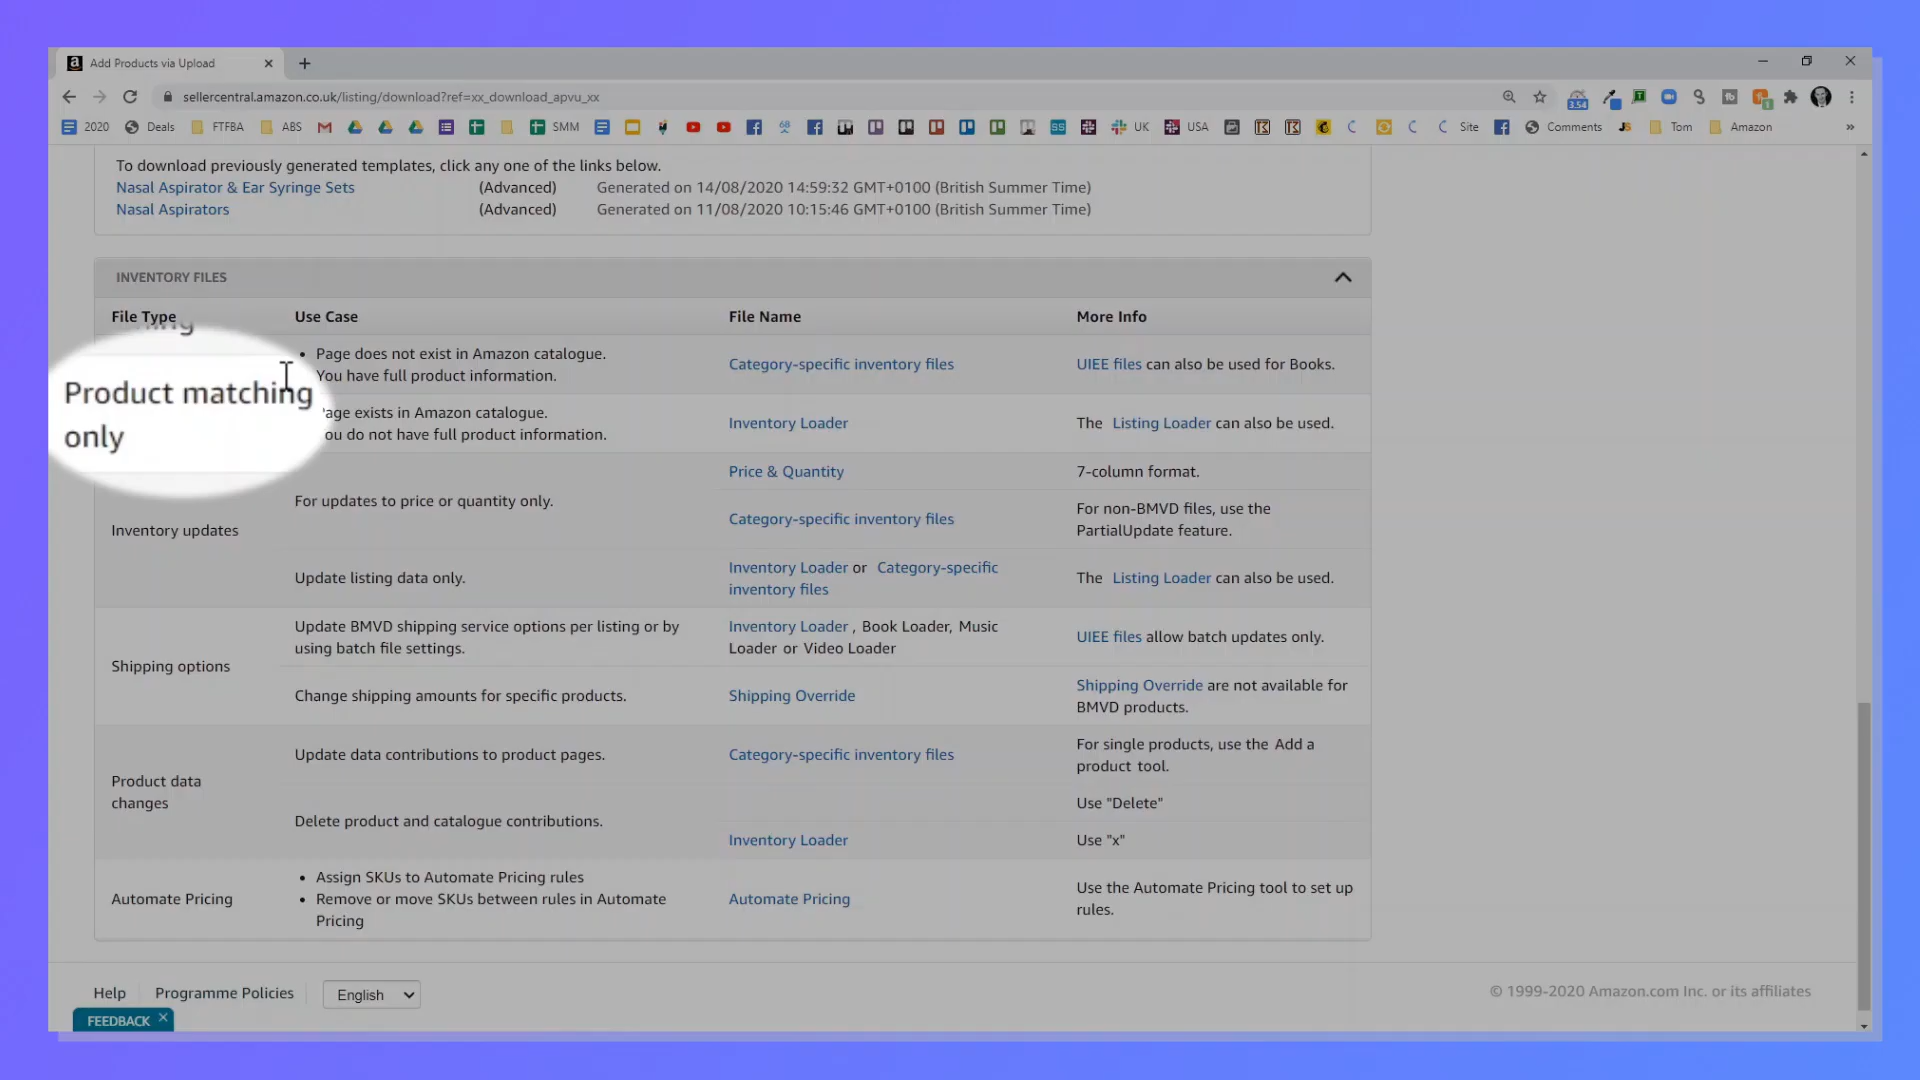 Add Products via Upload
sellercentral.amazon.co.uk/listing/download?ref=xx_download_apvu_xx
3.54
1
2020
Deals
FTFBA
ABS
SMM
UK
USA
Site
Comments
Tom
Amazon
To download previously generated templates, click any one of the links below.
Nasal Aspirator & Ear Syringe Sets (Advanced) Generated on 14/08/2020 14:59:32 GMT+0100 (British Summer Time)
Nasal Aspirators (Advanced) Generated on 11/08/2020 10:15:46 GMT+0100 (British Summer Time)
INVENTORY FILES
File Type Use Case File Name More Info
• Page does not exist in Amazon catalogue.
You have full product information.
Category-specific inventory files
UIEE files can also be used for Books.
Product matching
only
age exists in Amazon catalogue.
ou do not have full product information.
Inventory Loader
The Listing Loader can also be used.
Inventory updates
For updates to price or quantity only.
Price & Quantity
7-column format.
Category-specific inventory files
For non-BMVD files, use the
PartialUpdate feature.
Update listing data only.
Inventory Loader or Category-specific
inventory files
The Listing Loader can also be used.
Shipping options
Update BMVD shipping service options per listing or by
using batch file settings.
Inventory Loader , Book Loader, Music
Loader or Video Loader
UIEE files allow batch updates only.
Change shipping amounts for specific products.
Shipping Override
Shipping Override are not available for
BMVD products.
Product data
changes
Update data contributions to product pages.
Category-specific inventory files
For single products, use the Add a
product tool.
Delete product and catalogue contributions.
Use "Delete"
Inventory Loader
Use "x"
Automate Pricing
• Assign SKUs to Automate Pricing rules
• Remove or move SKUs between rules in Automate
Pricing
Automate Pricing
Use the Automate Pricing tool to set up
rules.
Help
Programme Policies
English
© 1999-2020 Amazon.com Inc. or its affiliates
FEEDBACK